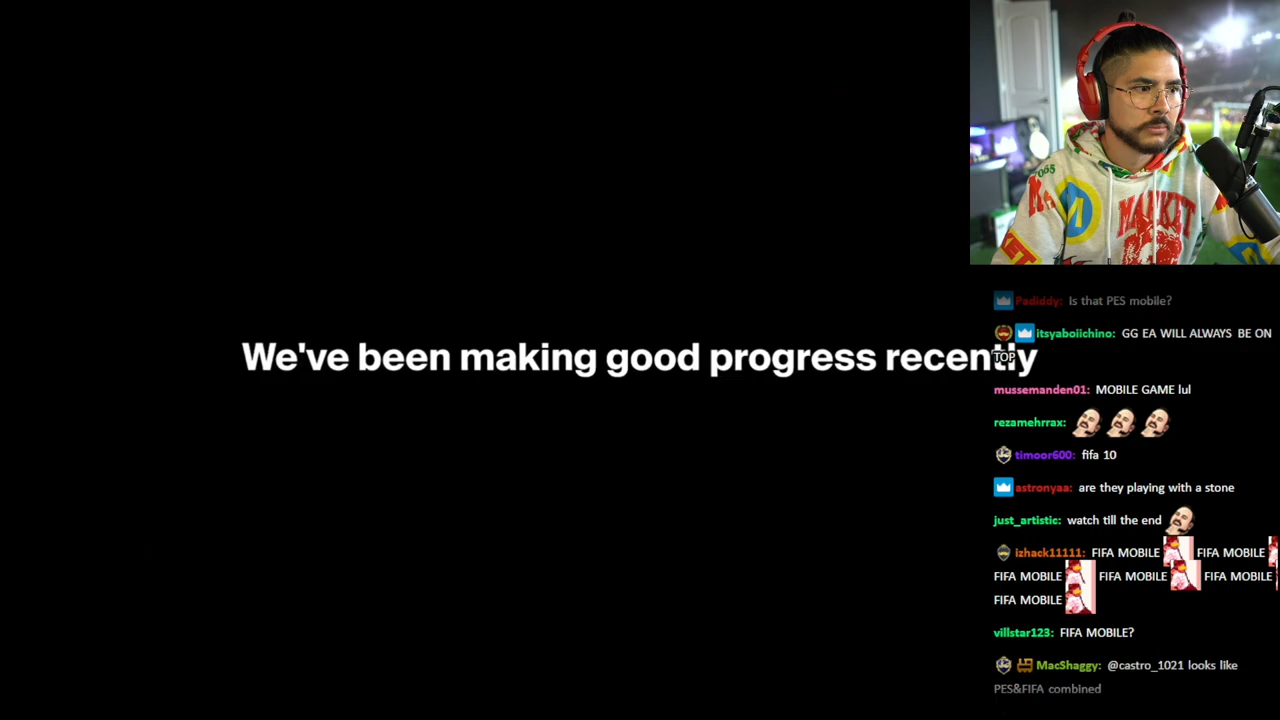 We've been making good progress recently
7065
MARKET
Padiddy: Is that PES mobile?
itsyaboiichino: GG EA WILL ALWAYS BE ON
TOP
mussemanden01: MOBILE GAME lul
rezamehrrax:
timoor600: fifa 10
astronyaa: are they playing with a stone
just_artistic: watch till the end
izhack11111: FIFA MOBILE FIFA MOBILE
FIFA MOBILE FIFA MOBILE FIFA MOBILE
FIFA MOBILE
villstar123: FIFA MOBILE?
MacShaggy: @castro_1021 looks like
PES&FIFA combined